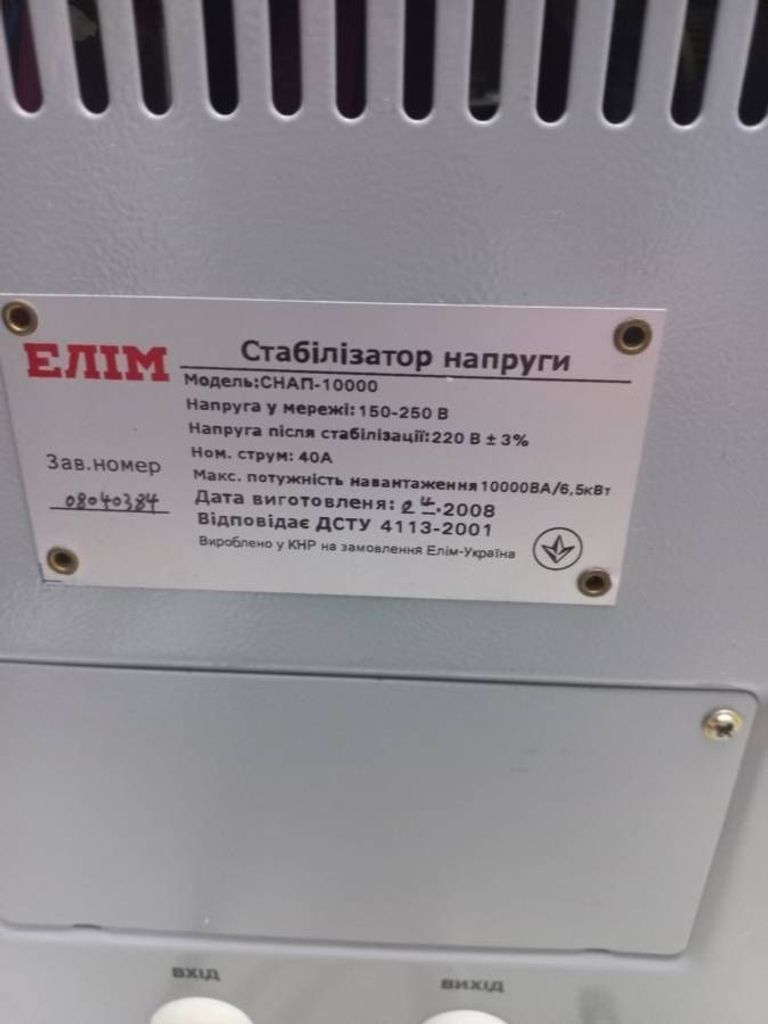 ЕЛІМ
Стабілізатор напруги
Модель:СНАП-10000
Напруга у мережі: 150-250 В
Напруга після стабілізації:220 В ± 3%
Ном. струм: 40А
Макс. потужність навантаження 10000ВА/6,5кВт
Дата виготовленя: 04.2008
Відповідає ДСТУ 4113-2001
Вироблено у КНР на замовлення Елім-Україна
Зав.номер
08040384
ВХІД
ВИХІД